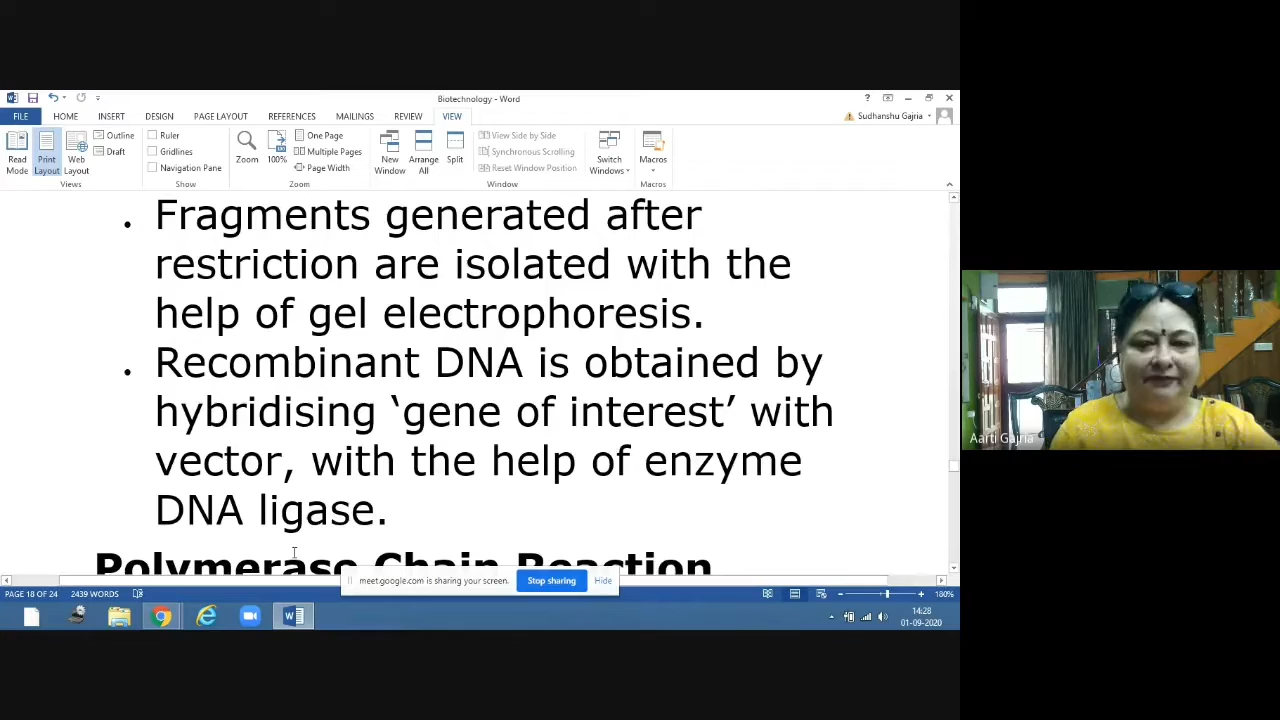 Biotechnology - Word
FILE HOME INSERT DESIGN PAGE LAYOUT REFERENCES MAILINGS REVIEW VIEW Sudhanshu Gajria
Read Mode
Print Layout
Web Layout
Outline
Draft
Views
Ruler
Gridlines
Navigation Pane
Show
Zoom
100%
One Page
Multiple Pages
Page Width
Zoom
New Window
Arrange All
Split
View Side by Side
Synchronous Scrolling
Reset Window Position
Window
Switch Windows
Macros
Macros
• Fragments generated after
restriction are isolated with the
help of gel electrophoresis.
• Recombinant DNA is obtained by
hybridising ‘gene of interest’ with
vector, with the help of enzyme
DNA ligase.
Polymerase Chain Reaction
meet.google.com is sharing your screen. Stop sharing Hide
PAGE 18 OF 24 2439 WORDS 180%
14:28
01-09-2020
Aarti Gajria